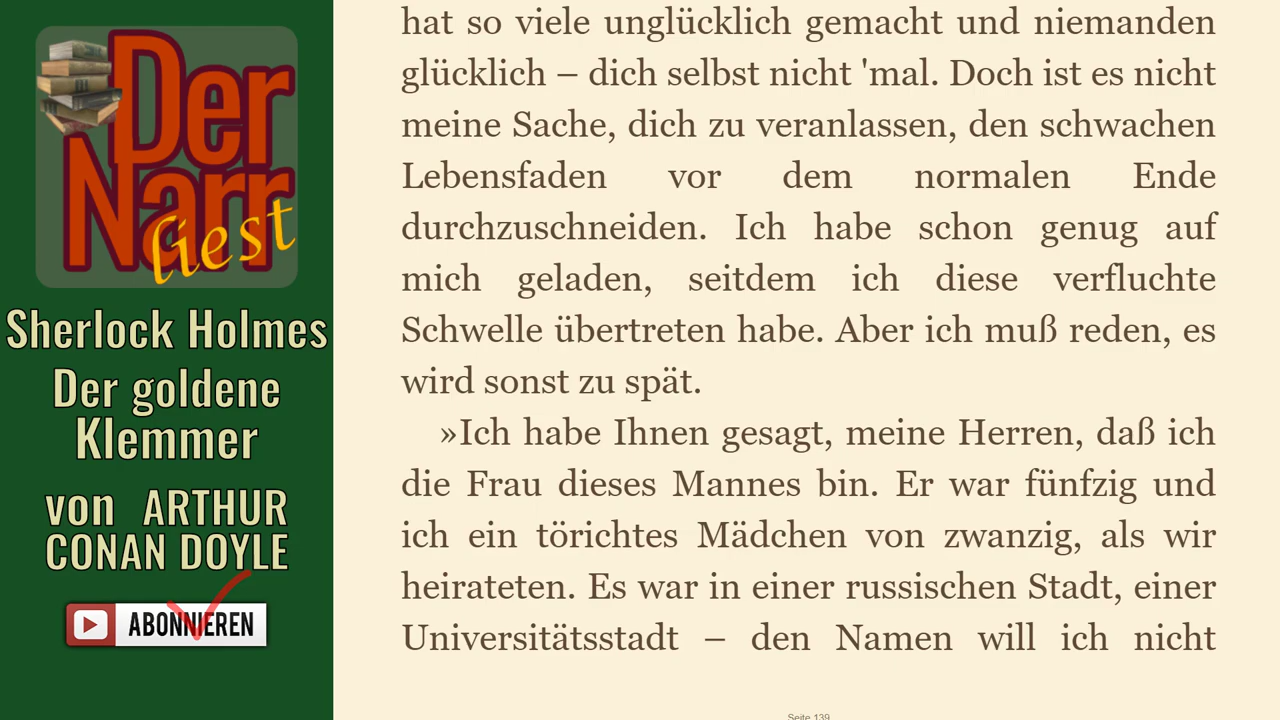 Der
Narr
liest
Sherlock Holmes
Der goldene
Klemmer
von ARTHUR
CONAN DOYLE
ABONNIEREN
hat so viele unglücklich gemacht und niemanden
glücklich – dich selbst nicht 'mal. Doch ist es nicht
meine Sache, dich zu veranlassen, den schwachen
Lebensfaden vor dem normalen Ende
durchzuschneiden. Ich habe schon genug auf
mich geladen, seitdem ich diese verfluchte
Schwelle übertreten habe. Aber ich muß reden, es
wird sonst zu spät.
»Ich habe Ihnen gesagt, meine Herren, daß ich
die Frau dieses Mannes bin. Er war fünfzig und
ich ein törichtes Mädchen von zwanzig, als wir
heirateten. Es war in einer russischen Stadt, einer
Universitätsstadt – den Namen will ich nicht
Seite 139